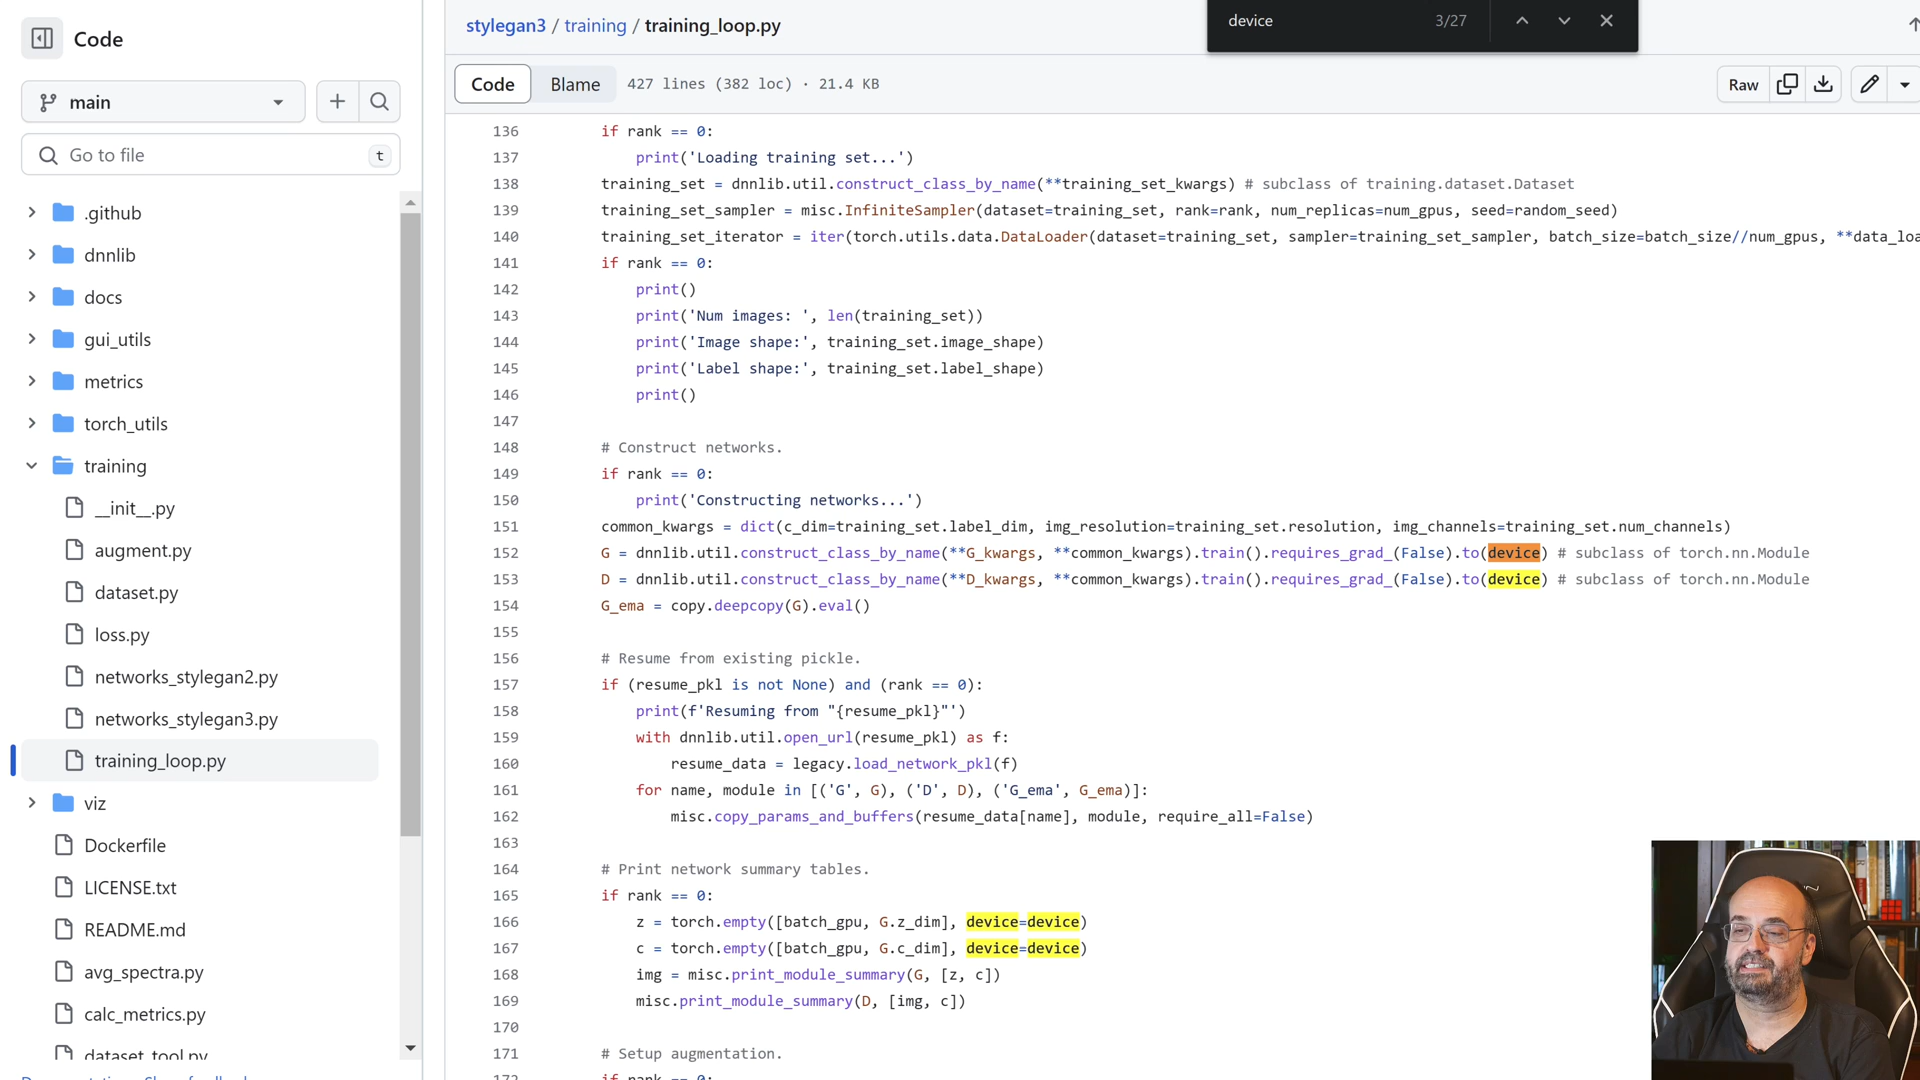 Code
main
Go to file
t
.github
dnnlib
docs
gui_utils
metrics
torch_utils
training
__init__.py
augment.py
dataset.py
loss.py
networks_stylegan2.py
networks_stylegan3.py
training_loop.py
viz
Dockerfile
LICENSE.txt
README.md
avg_spectra.py
calc_metrics.py
dataset_tool.py
stylegan3 / training / training_loop.py
device 3/27
Code Blame 427 lines (382 loc) · 21.4 KB
Raw
136 if rank == 0:
137 print('Loading training set...')
138 training_set = dnnlib.util.construct_class_by_name(**training_set_kwargs) # subclass of training.dataset.Dataset
139 training_set_sampler = misc.InfiniteSampler(dataset=training_set, rank=rank, num_replicas=num_gpus, seed=random_seed)
140 training_set_iterator = iter(torch.utils.data.DataLoader(dataset=training_set, sampler=training_set_sampler, batch_size=batch_size//num_gpus, **data_loa
141 if rank == 0:
142 print()
143 print('Num images: ', len(training_set))
144 print('Image shape:', training_set.image_shape)
145 print('Label shape:', training_set.label_shape)
146 print()
147
148 # Construct networks.
149 if rank == 0:
150 print('Constructing networks...')
151 common_kwargs = dict(c_dim=training_set.label_dim, img_resolution=training_set.resolution, img_channels=training_set.num_channels)
152 G = dnnlib.util.construct_class_by_name(**G_kwargs, **common_kwargs).train().requires_grad_(False).to(device) # subclass of torch.nn.Module
153 D = dnnlib.util.construct_class_by_name(**D_kwargs, **common_kwargs).train().requires_grad_(False).to(device) # subclass of torch.nn.Module
154 G_ema = copy.deepcopy(G).eval()
155
156 # Resume from existing pickle.
157 if (resume_pkl is not None) and (rank == 0):
158 print(f'Resuming from "{resume_pkl}"')
159 with dnnlib.util.open_url(resume_pkl) as f:
160 resume_data = legacy.load_network_pkl(f)
161 for name, module in [('G', G), ('D', D), ('G_ema', G_ema)]:
162 misc.copy_params_and_buffers(resume_data[name], module, require_all=False)
163
164 # Print network summary tables.
165 if rank == 0:
166 z = torch.empty([batch_gpu, G.z_dim], device=device)
167 c = torch.empty([batch_gpu, G.c_dim], device=device)
168 img = misc.print_module_summary(G, [z, c])
169 misc.print_module_summary(D, [img, c])
170
171 # Setup augmentation.
172 if rank == 0: